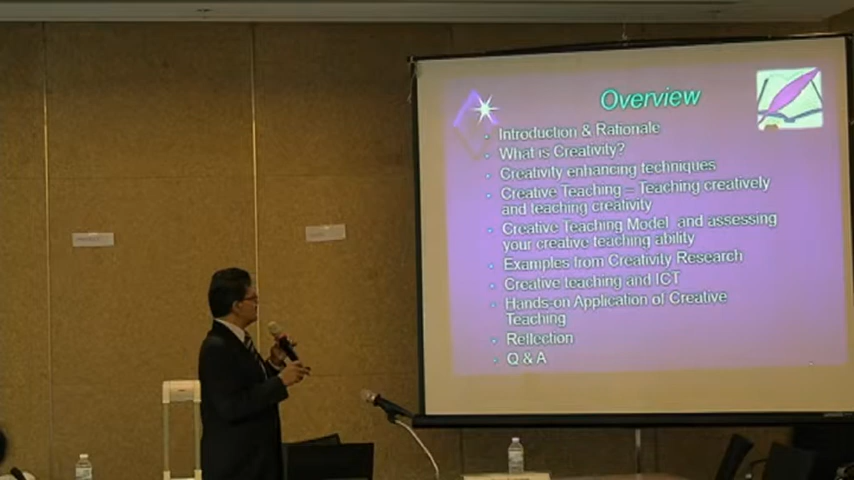 Overview
Introduction & Rationale
What is Creativity?
Creativity enhancing techniques
Creative Teaching – Teaching creatively
and teaching creativity
Creative Teaching Model and assessing
your creative teaching ability
Examples from Creativity Research
Creative teaching and ICT
Hands-on Application of Creative
Teaching
Reflection
Q & A